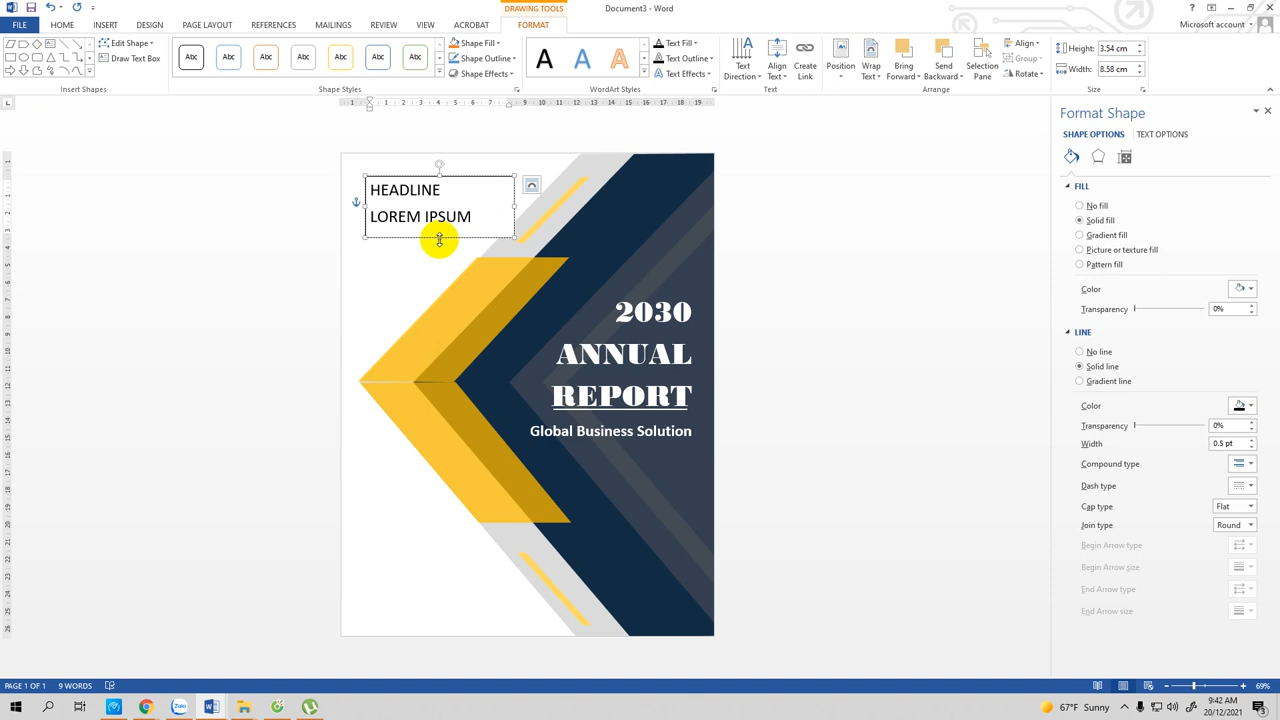 DRAWING TOOLS
Document3 - Word
FILE
HOME
INSERT
DESIGN
PAGE LAYOUT
REFERENCES
MAILINGS
REVIEW
VIEW
ACROBAT
FORMAT
Microsoft account
Edit Shape
Draw Text Box
Insert Shapes
Abc
Abc
Abc
Abc
Abc
Abc
Shape Fill
Shape Outline
Shape Effects
Shape Styles
A
A
A
Text Fill
Text Outline
Text Effects
WordArt Styles
Text Direction
Align Text
Create Link
Text
Position
Wrap Text
Bring Forward
Send Backward
Selection Pane
Align
Group
Rotate
Arrange
Height: 3.54 cm
Width: 8.58 cm
Size
HEADLINE
LOREM IPSUM
2030
ANNUAL
REPORT
Global Business Solution
Format Shape
SHAPE OPTIONS
TEXT OPTIONS
FILL
No fill
Solid fill
Gradient fill
Picture or texture fill
Pattern fill
Color
Transparency 0%
LINE
No line
Solid line
Gradient line
Color
Transparency 0%
Width 0.5 pt
Compound type
Dash type
Cap type Flat
Join type Round
Begin Arrow type
Begin Arrow size
End Arrow type
End Arrow size
PAGE 1 OF 1
9 WORDS
69%
Zalo
67°F Sunny
9:42 AM
20/12/2021